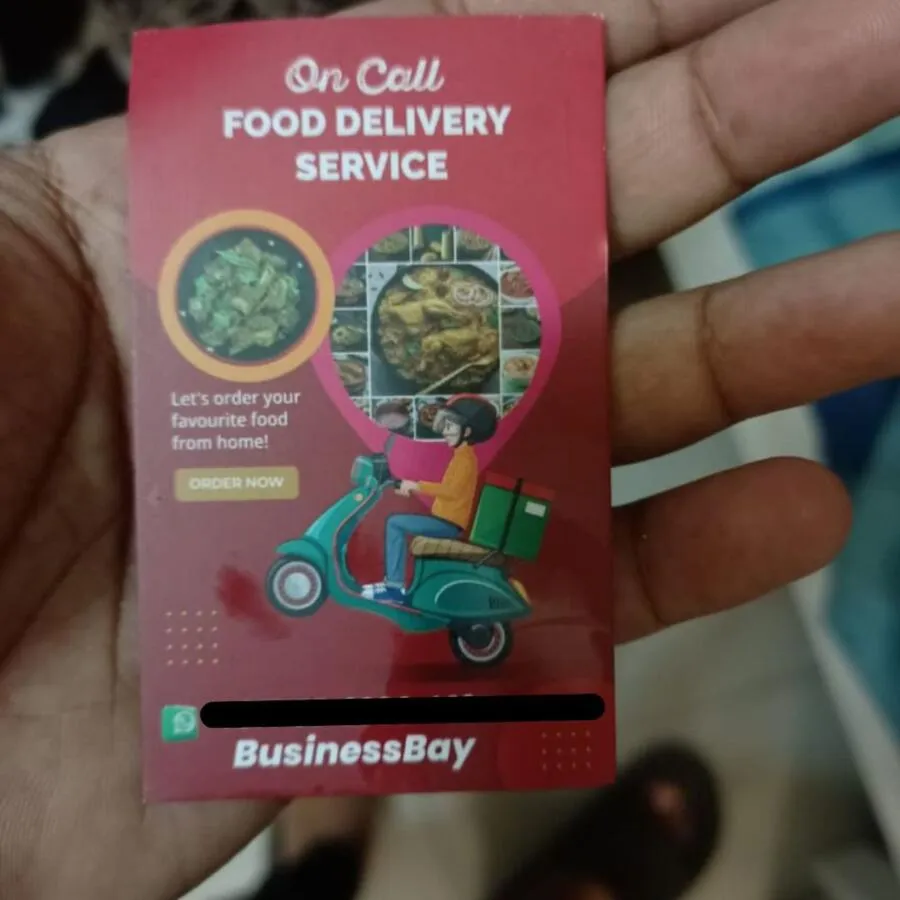 On Call
FOOD DELIVERY
SERVICE
Let's order your
favourite food
from home!
ORDER NOW
BusinessBay